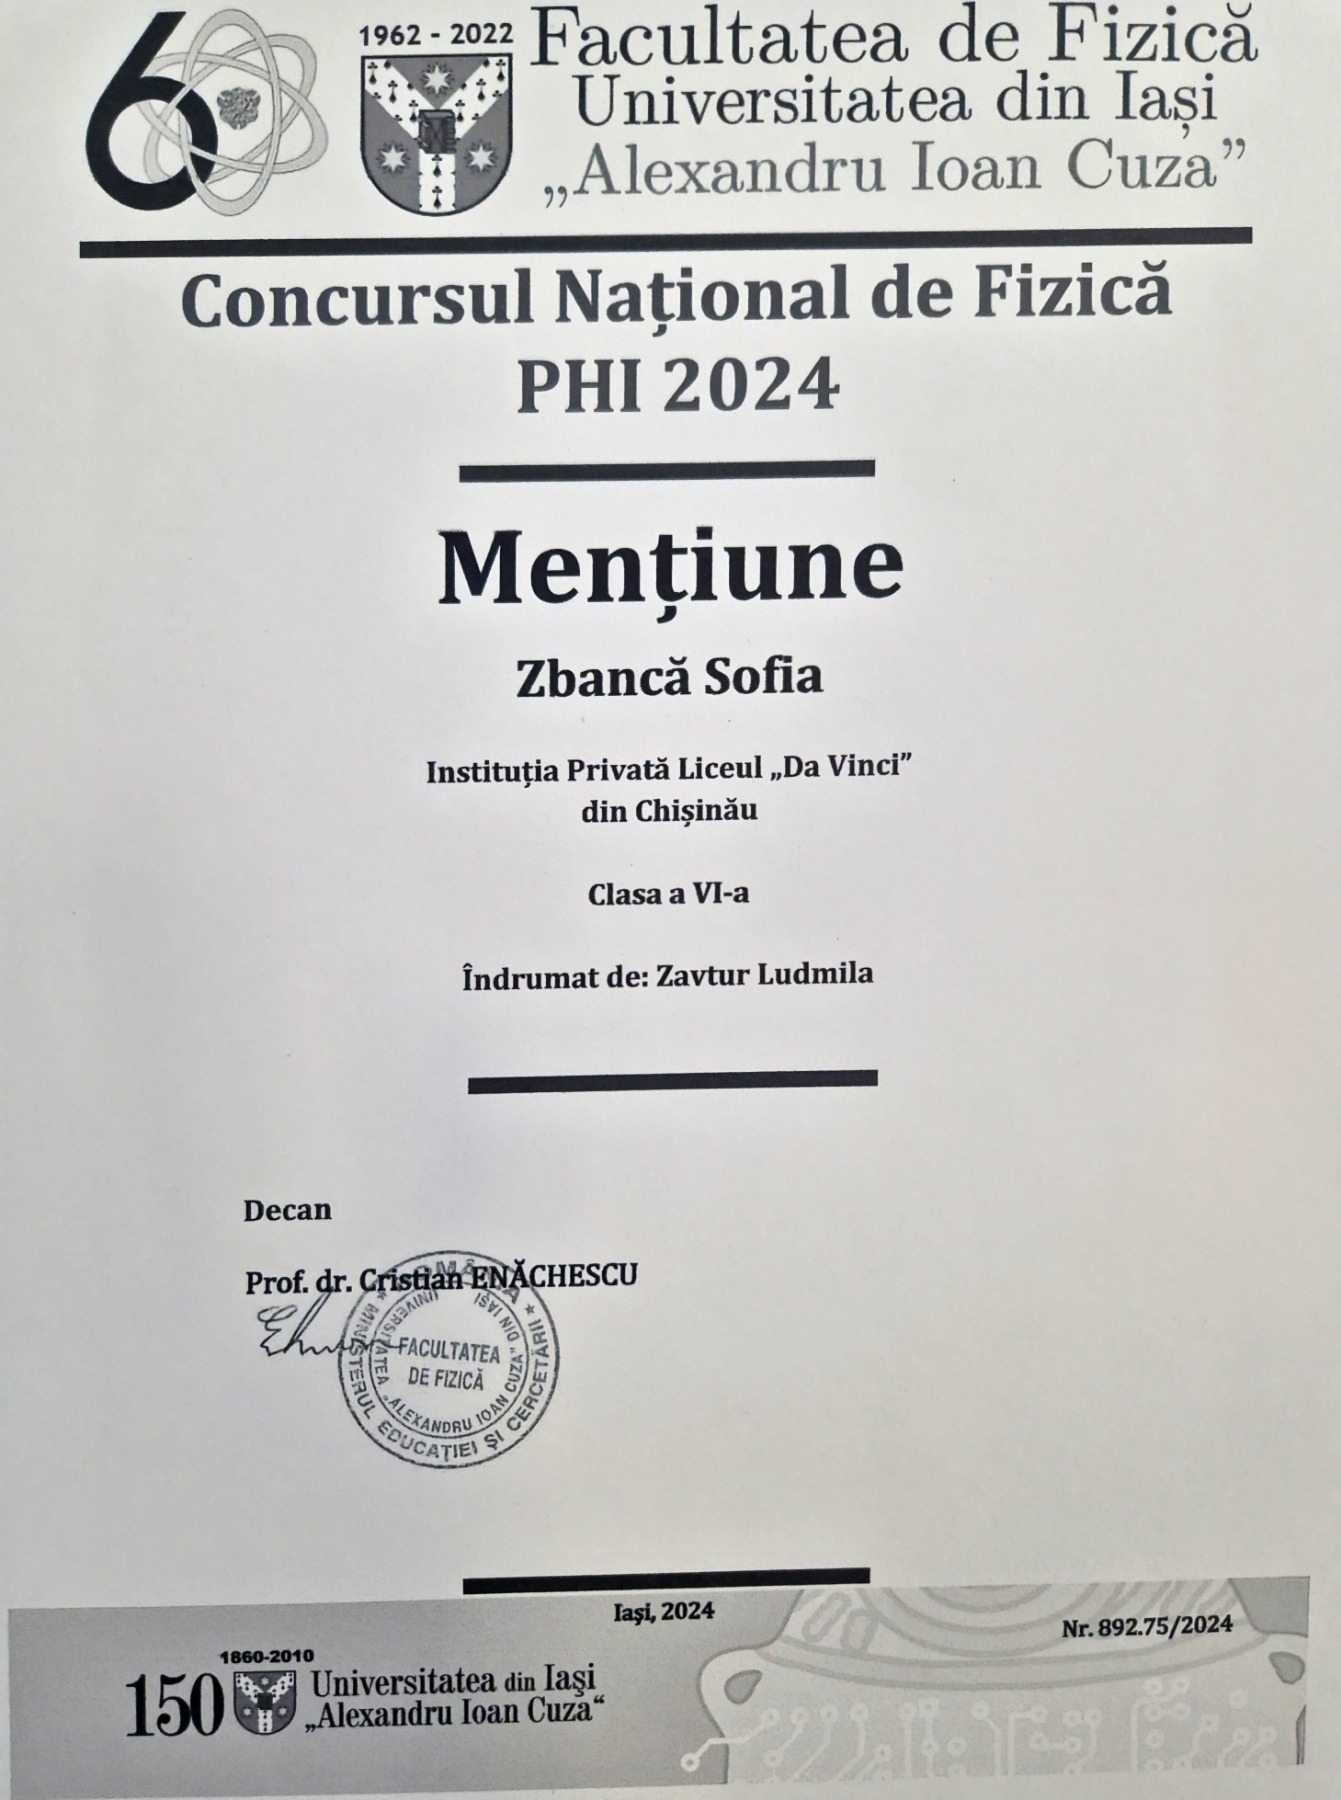 60
1962 - 2022
Facultatea de Fizică
Universitatea din Iași
„Alexandru Ioan Cuza”
Concursul Național de Fizică
PHI 2024
Mențiune
Zbancă Sofia
Instituția Privată Liceul „Da Vinci”
din Chișinău
Clasa a VI-a
Îndrumat de: Zavtur Ludmila
Decan
Prof. dr. Cristian ENĂCHESCU
ROMÂNIA * MINISTERUL EDUCAȚIEI ȘI CERCETĂRII *
UNIVERSITATEA „ALEXANDRU IOAN CUZA” DIN IAȘI
FACULTATEA
DE FIZICĂ
Iași, 2024
Nr. 892.75/2024
1860-2010
150
Universitatea din Iaşi
„Alexandru Ioan Cuza“